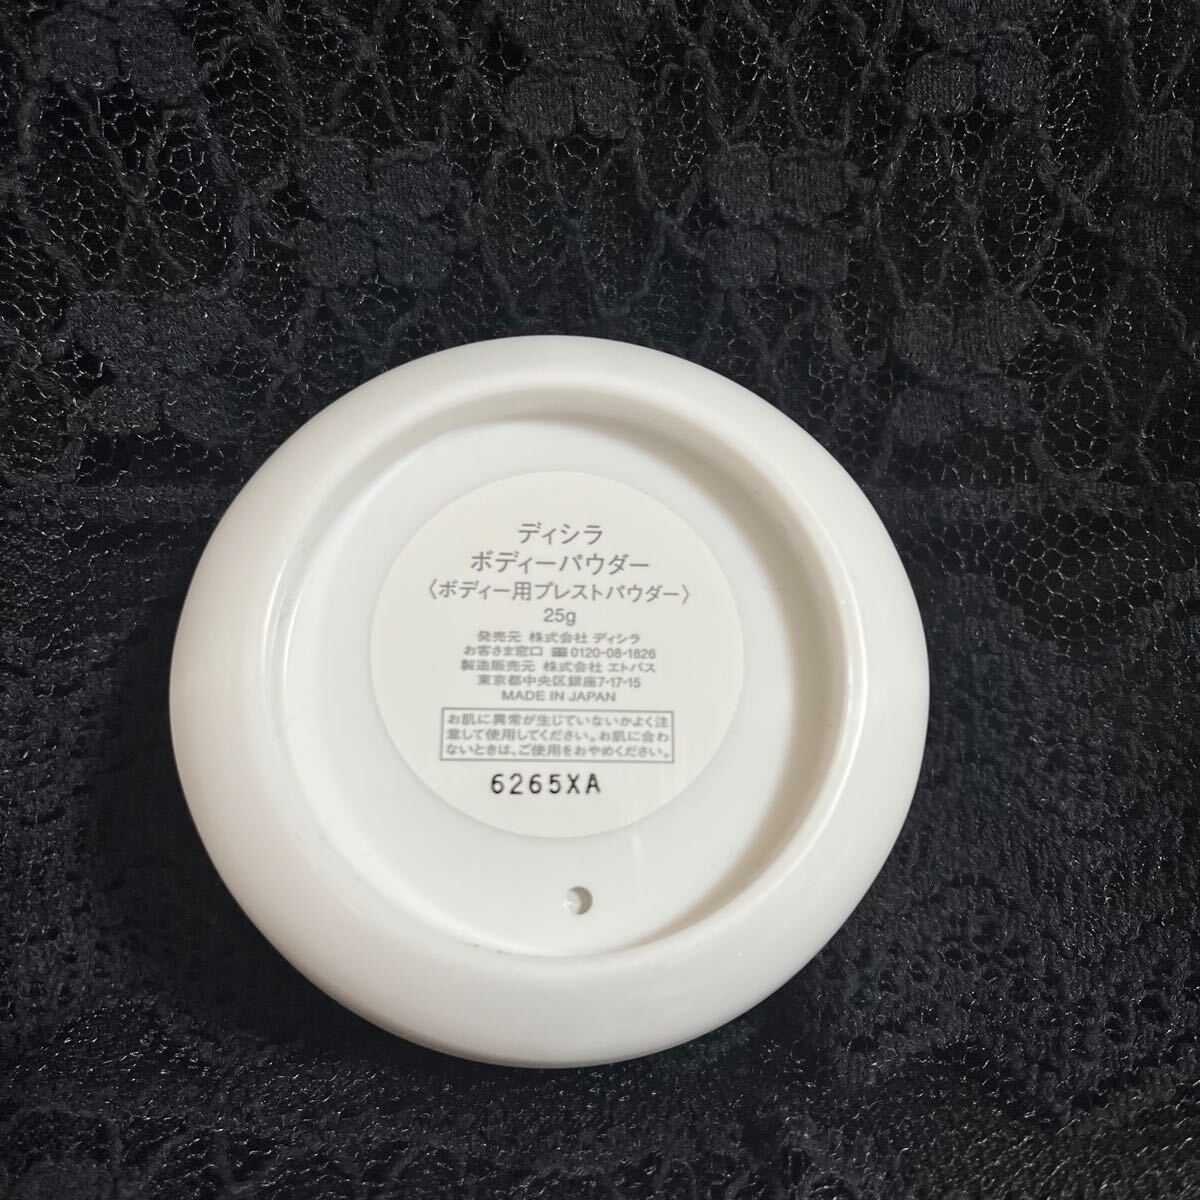 ディシラ
ボディーパウダー
〈ボディー用プレストパウダー〉
25g
発売元 株式会社 ディシラ
お客さま窓口 0120-08-1826
製造販売元 株式会社 エトバス
東京都中央区銀座7-17-15
MADE IN JAPAN
お肌に異常が生じていないかよく注
意して使用してください。お肌に合わ
ないときは、ご使用をおやめください。
6265XA